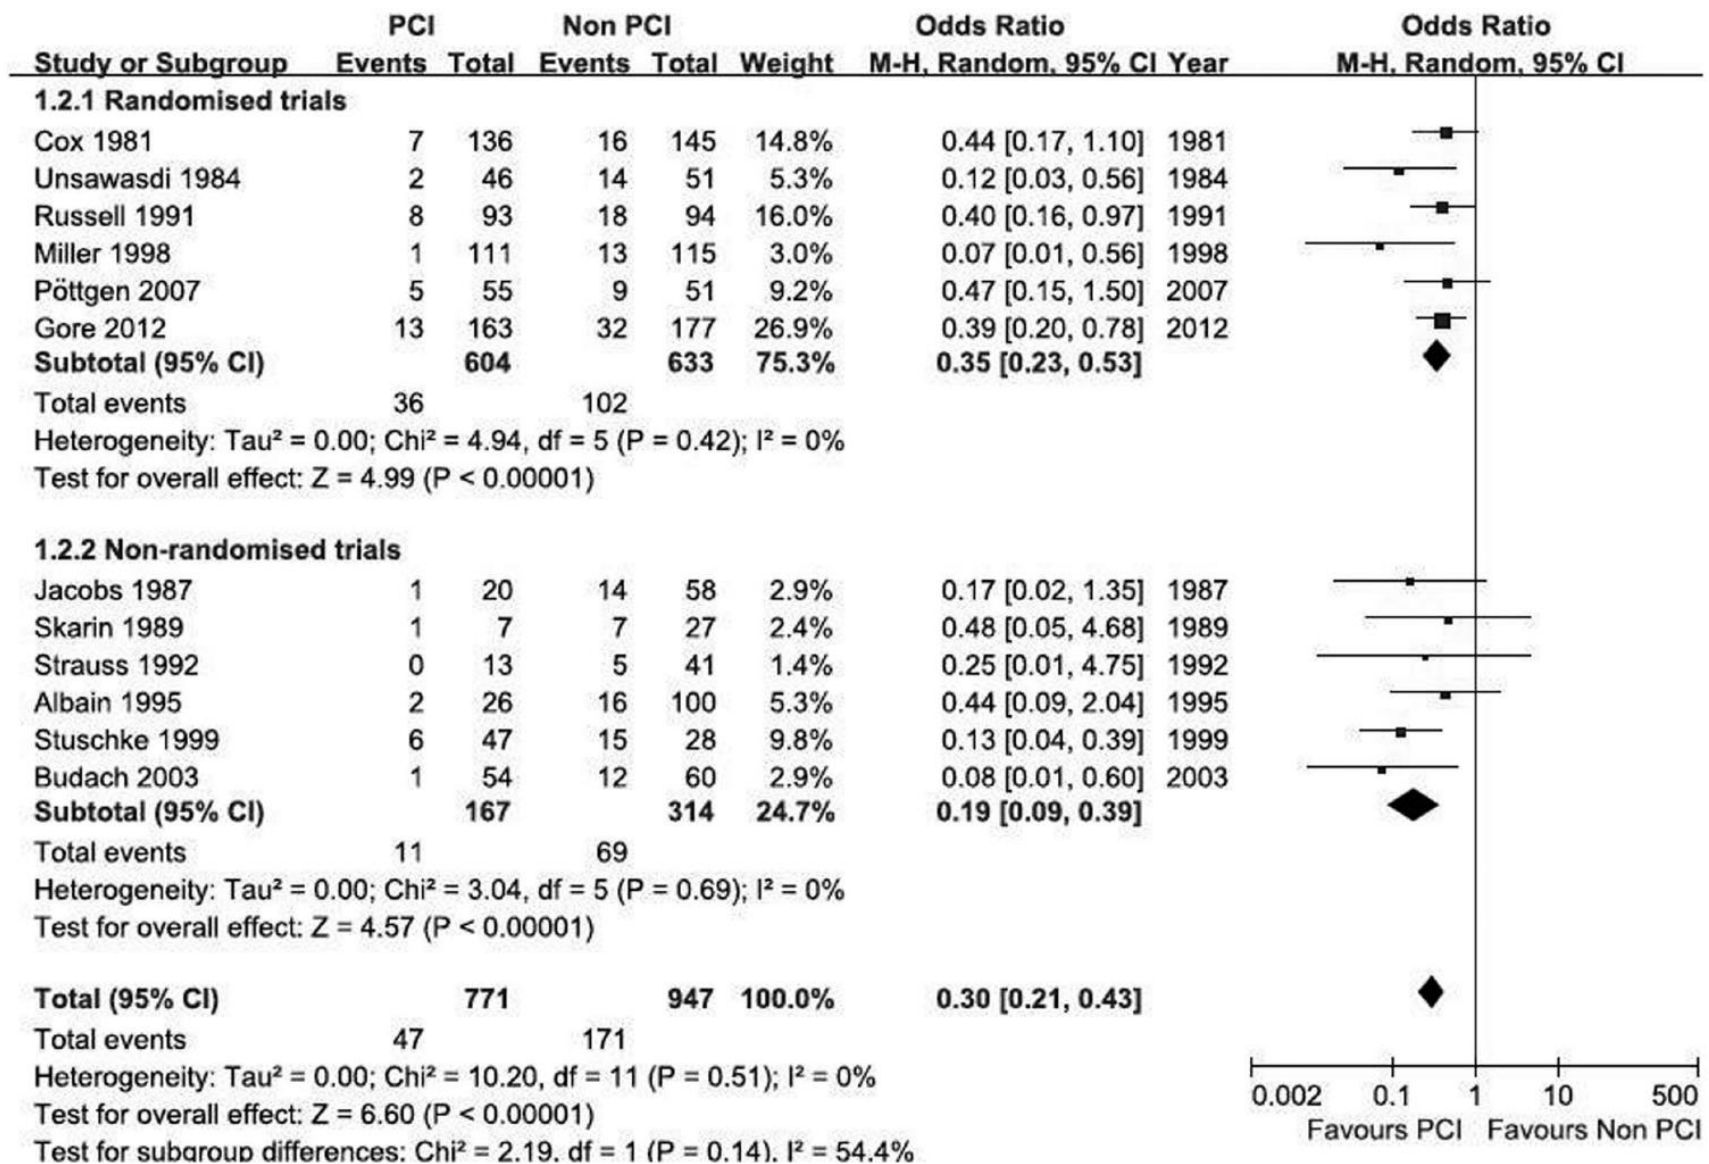 PCI Non PCI Odds Ratio Odds Ratio
Study or Subgroup Events Total Events Total Weight M-H, Random, 95% CI Year M-H, Random, 95% CI
1.2.1 Randomised trials
Cox 1981 7 136 16 145 14.8% 0.44 [0.17, 1.10] 1981
Unsawasdi 1984 2 46 14 51 5.3% 0.12 [0.03, 0.56] 1984
Russell 1991 8 93 18 94 16.0% 0.40 [0.16, 0.97] 1991
Miller 1998 1 111 13 115 3.0% 0.07 [0.01, 0.56] 1998
Pöttgen 2007 5 55 9 51 9.2% 0.47 [0.15, 1.50] 2007
Gore 2012 13 163 32 177 26.9% 0.39 [0.20, 0.78] 2012
Subtotal (95% CI) 604 633 75.3% 0.35 [0.23, 0.53]
Total events 36 102
Heterogeneity: Tau² = 0.00; Chi² = 4.94, df = 5 (P = 0.42); I² = 0%
Test for overall effect: Z = 4.99 (P < 0.00001)
1.2.2 Non-randomised trials
Jacobs 1987 1 20 14 58 2.9% 0.17 [0.02, 1.35] 1987
Skarin 1989 1 7 7 27 2.4% 0.48 [0.05, 4.68] 1989
Strauss 1992 0 13 5 41 1.4% 0.25 [0.01, 4.75] 1992
Albain 1995 2 26 16 100 5.3% 0.44 [0.09, 2.04] 1995
Stuschke 1999 6 47 15 28 9.8% 0.13 [0.04, 0.39] 1999
Budach 2003 1 54 12 60 2.9% 0.08 [0.01, 0.60] 2003
Subtotal (95% CI) 167 314 24.7% 0.19 [0.09, 0.39]
Total events 11 69
Heterogeneity: Tau² = 0.00; Chi² = 3.04, df = 5 (P = 0.69); I² = 0%
Test for overall effect: Z = 4.57 (P < 0.00001)
Total (95% CI) 771 947 100.0% 0.30 [0.21, 0.43]
Total events 47 171
Heterogeneity: Tau² = 0.00; Chi² = 10.20, df = 11 (P = 0.51); I² = 0%
Test for overall effect: Z = 6.60 (P < 0.00001)
Test for subgroup differences: Chi² = 2.19, df = 1 (P = 0.14), I² = 54.4%
0.002 0.1 1 10 500
Favours PCI Favours Non PCI